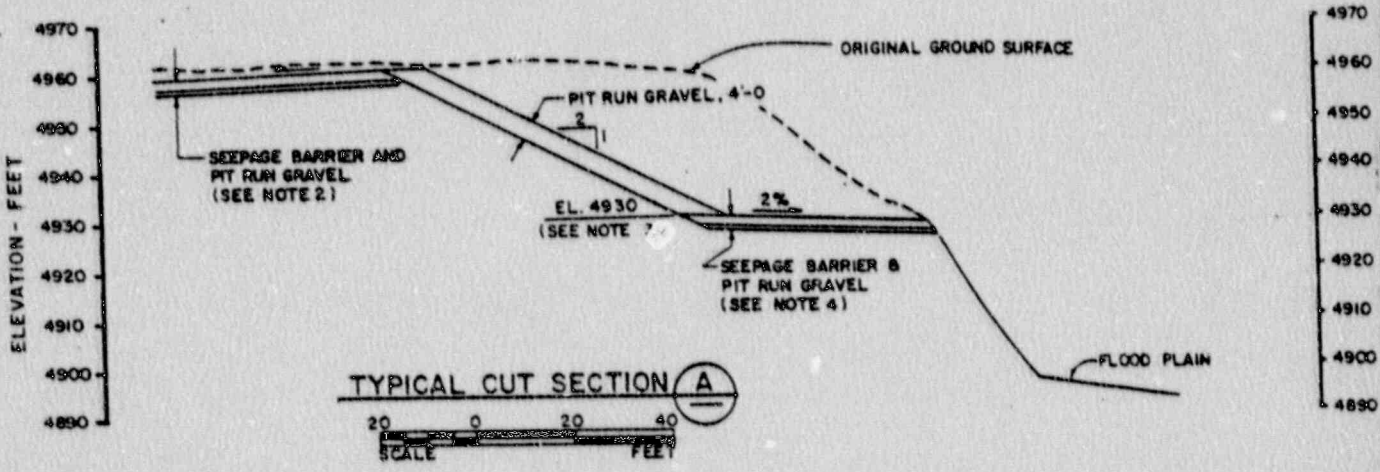 4970
4960
4950
4940
4930
4920
4910
4900
4890
ELEVATION - FEET
ORIGINAL GROUND SURFACE
PIT RUN GRAVEL, 4'-0
2
1
SEEPAGE BARRIER AND
PIT RUN GRAVEL
(SEE NOTE 2)
EL. 4930
(SEE NOTE
2%
SEEPAGE BARRIER &
PIT RUN GRAVEL
(SEE NOTE 4)
FLOOD PLAIN
TYPICAL CUT SECTION A
20 0 20 40
SCALE FEET
4970
4960
4950
4940
4930
4920
4910
4900
4890